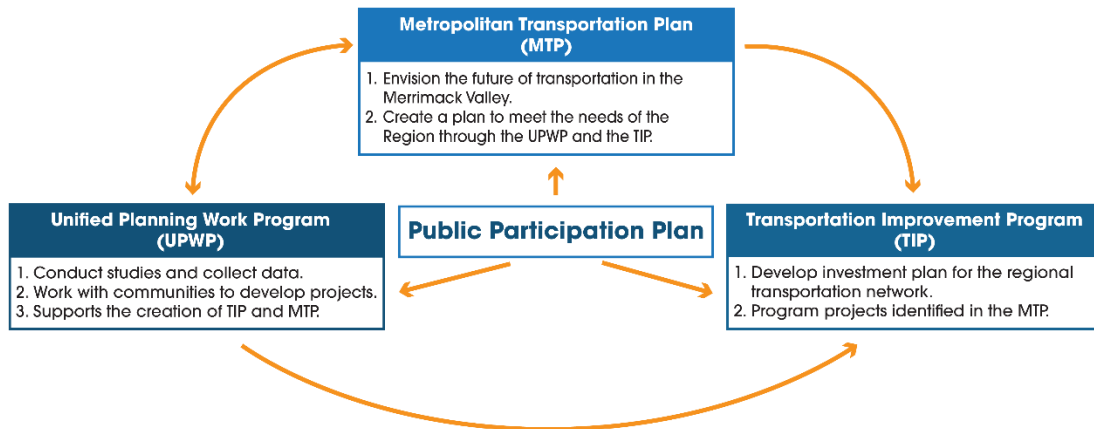 Metropolitan Transportation Plan
(MTP)
1. Envision the future of transportation in the
Merrimack Valley.
2. Create a plan to meet the needs of the
Region through the UPWP and the TIP.
Unified Planning Work Program
(UPWP)
1. Conduct studies and collect data.
2. Work with communities to develop projects.
3. Supports the creation of TIP and MTP.
Public Participation Plan
Transportation Improvement Program
(TIP)
1. Develop investment plan for the regional
transportation network.
2. Program projects identified in the MTP.